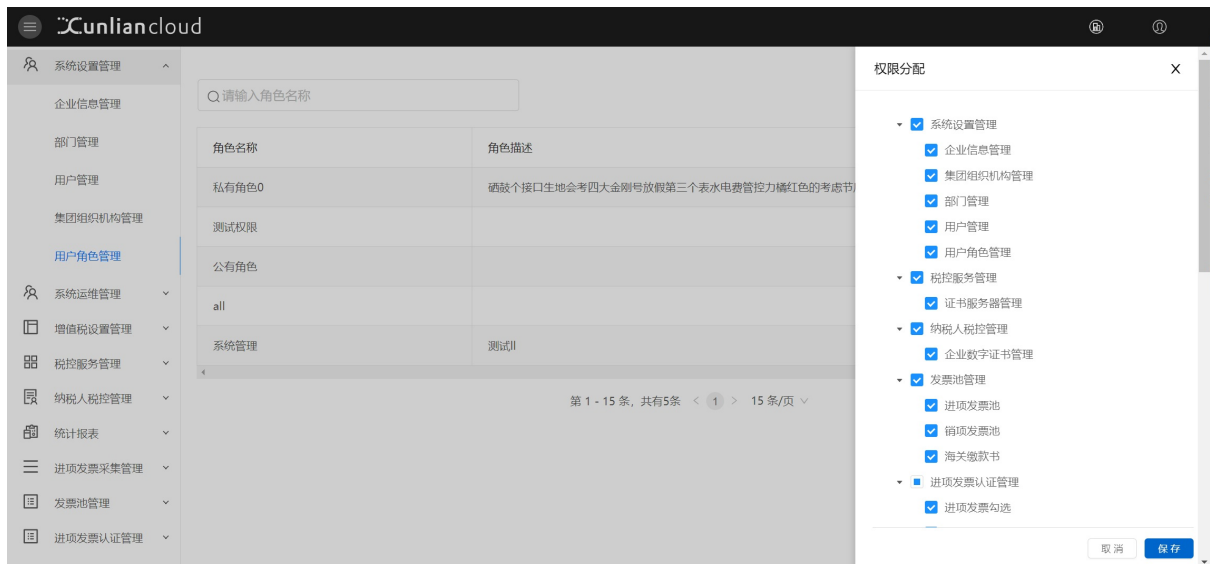 Xunliancloud
系统设置管理
企业信息管理
部门管理
用户管理
集团组织机构管理
用户角色管理
系统运维管理
增值税设置管理
税控服务管理
纳税人税控管理
统计报表
进项发票采集管理
发票池管理
进项发票认证管理
请输入角色名称
角色名称 角色描述
私有角色0 硒鼓个接口生地会考四大金刚号放假第三个表水电费管控力橘红色的考虑节
测试权限
公有角色
all
系统管理 测试ll
第 1 - 15 条, 共有5条 < 1 > 15 条/页
权限分配 X
系统设置管理
企业信息管理
集团组织机构管理
部门管理
用户管理
用户角色管理
税控服务管理
证书服务器管理
纳税人税控管理
企业数字证书管理
发票池管理
进项发票池
销项发票池
海关缴款书
进项发票认证管理
进项发票勾选
取 消 保 存